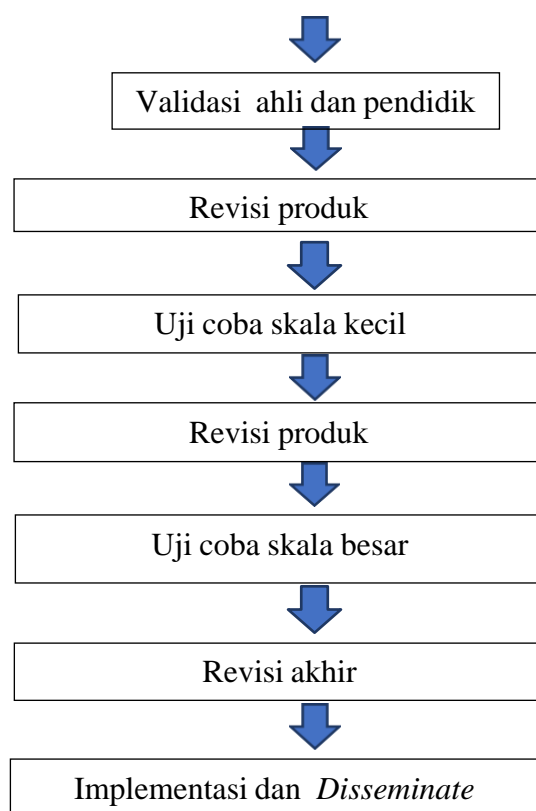 Validasi ahli dan pendidik
Revisi produk
Uji coba skala kecil
Revisi produk
Uji coba skala besar
Revisi akhir
Implementasi dan Disseminate